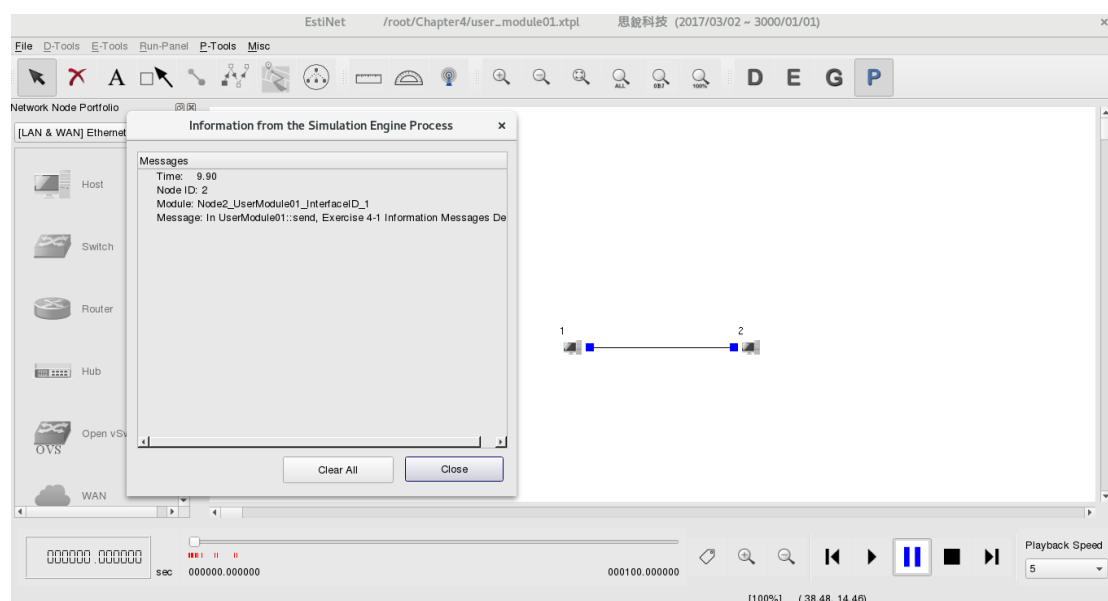 EstiNet /root/Chapter4/user_module01.xtpl 思銳科技 (2017/03/02 ~ 3000/01/01) ×
File D-Tools E-Tools Run-Panel P-Tools Misc
A ALL OBJ 100% D E G P
Network Node Portfolio
[LAN & WAN] Ethernet
Information from the Simulation Engine Process ×
Messages
Time: 9.90
Node ID: 2
Module: Node2_UserModule01_InterfaceID_1
Message: In UserModule01::send, Exercise 4-1 Information Messages De
Clear All Close
Host
Switch
Router
Hub
Open vSv
OVS
WAN
1 2
000000.000000 sec
000000.000000 000100.000000
Playback Speed
5
[100%] ( 38.48, 14.46)